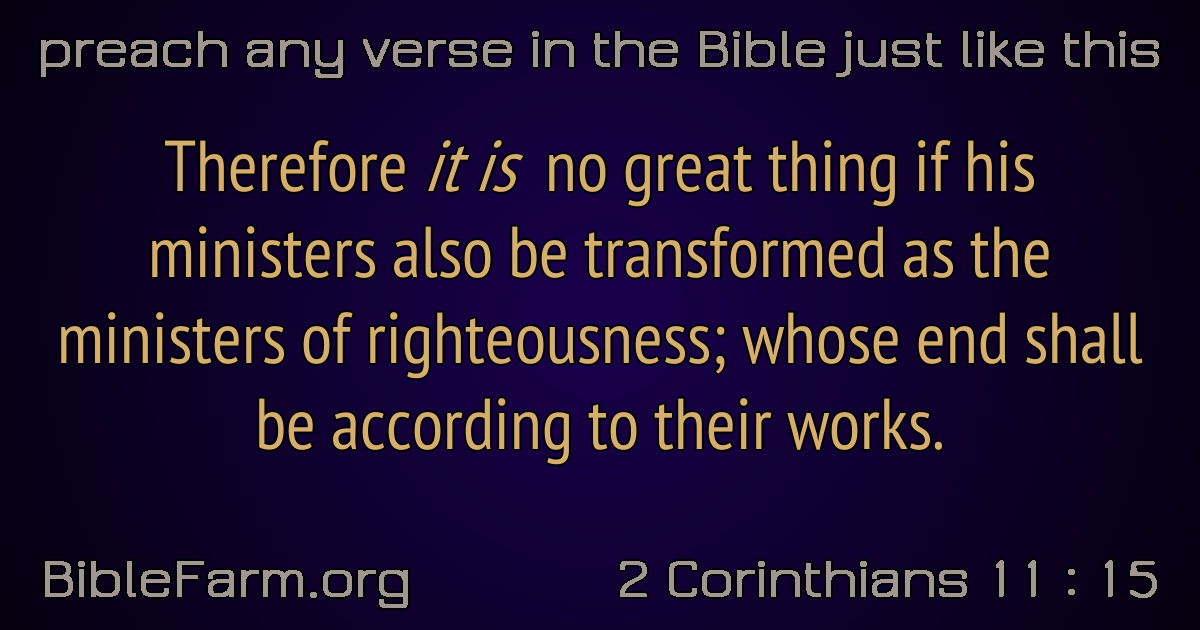 preach any verse in the Bible just like this
Therefore it is no great thing if his
ministers also be transformed as the
ministers of righteousness; whose end shall
be according to their works.
BibleFarm.org
2 Corinthians 11 : 15